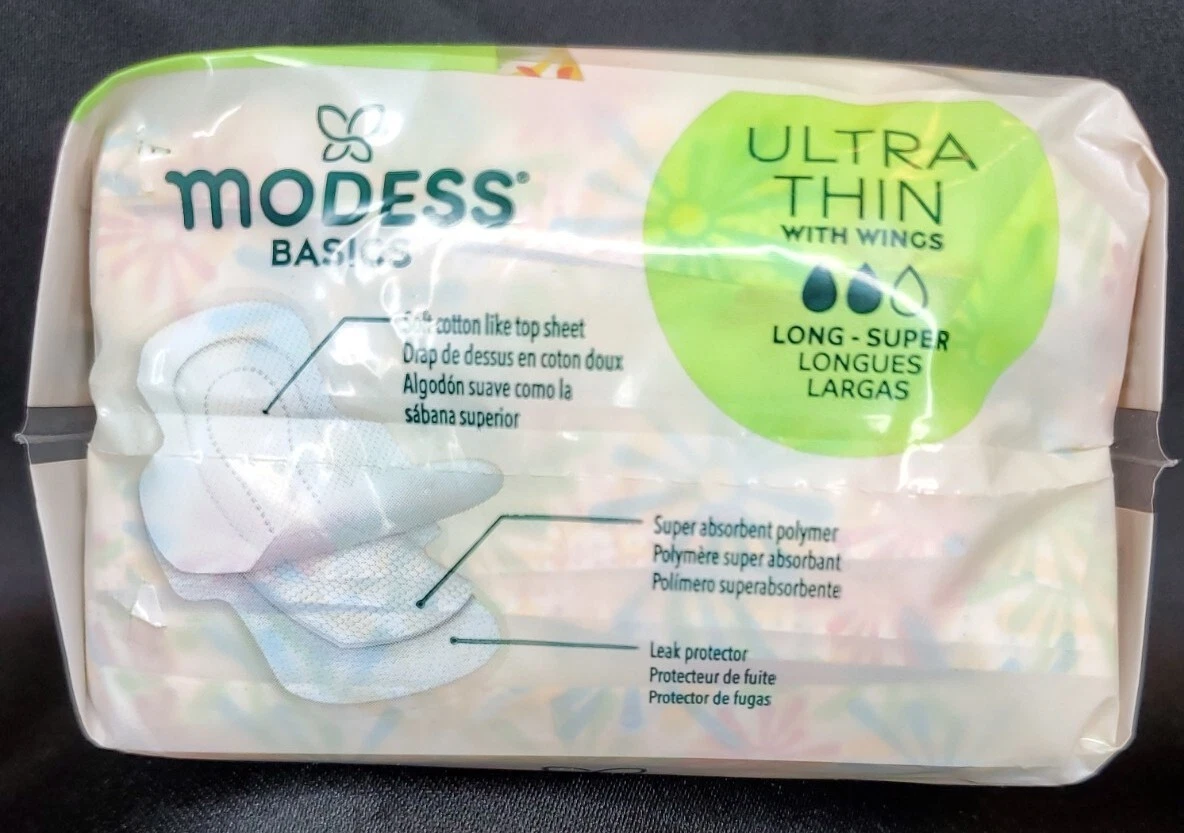 MODESS®
BASICS
ULTRA
THIN
WITH WINGS
LONG - SUPER
LONGUES
LARGAS
Soft cotton like top sheet
Drap de dessus en coton doux
Algodón suave como la
sábana superior
Super absorbent polymer
Polymère super absorbant
Polímero superabsorbente
Leak protector
Protecteur de fuite
Protector de fugas